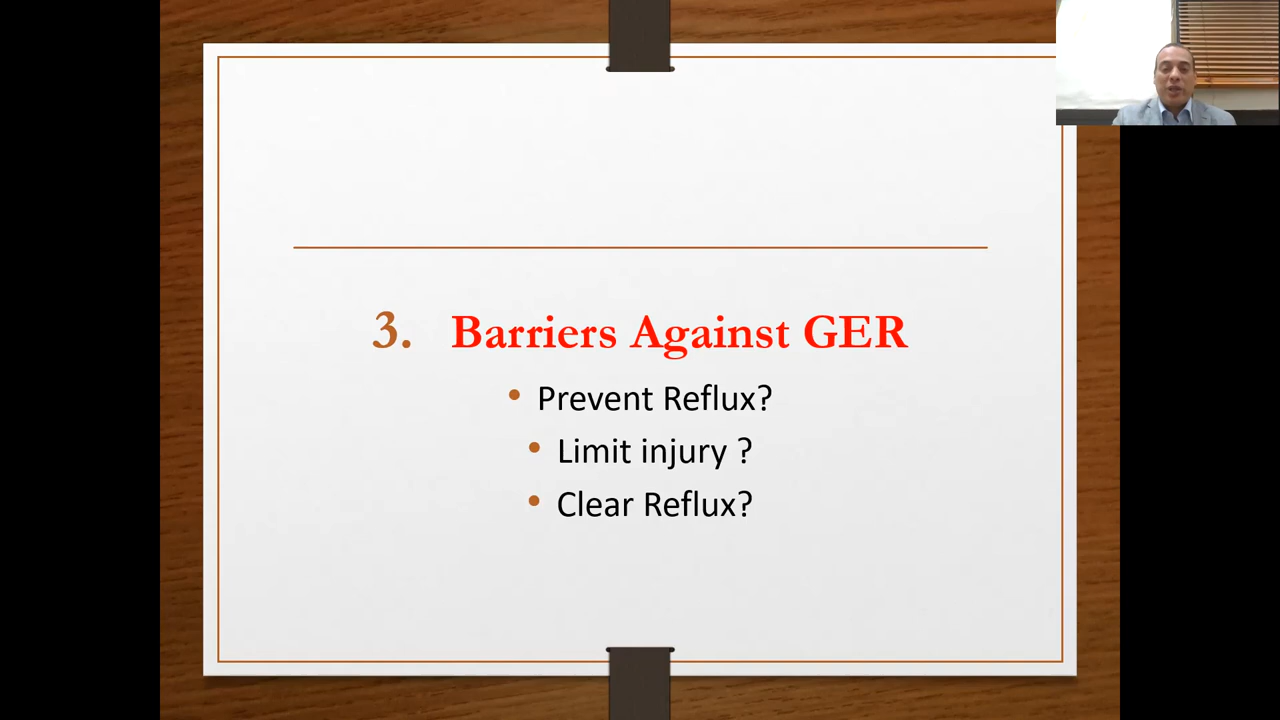 3. Barriers Against GER
• Prevent Reflux?
• Limit injury ?
• Clear Reflux?